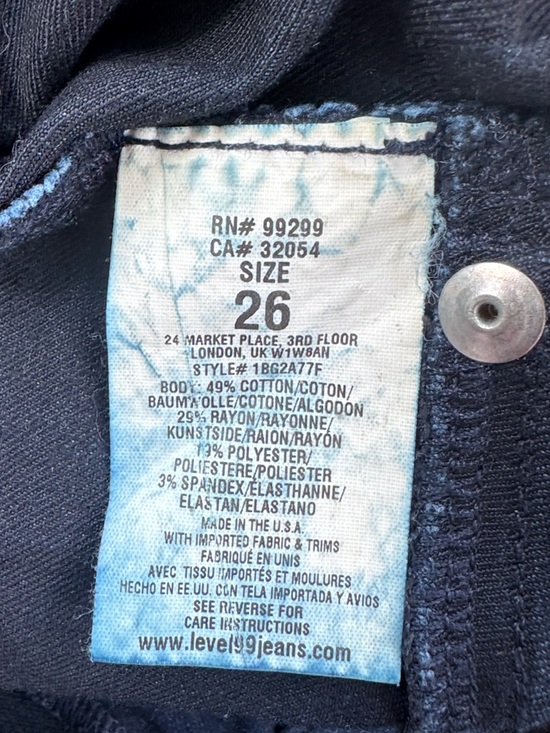 RN# 99299
CA# 32054
SIZE
26
24 MARKET PLACE, 3RD FLOOR
LONDON, UK W1W8AN
STYLE# 1BG2A77F
BODY: 49% COTTON/COTON/
BAUMWOLLE/COTONE/ALGODON
29% RAYON/RAYONNE/
KUNSTSIDE/RAION/RAYÓN
19% POLYESTER/
POLIESTERE/POLIESTER
3% SPANDEX/ÉLASTHANNE/
ELASTAN/ELASTANO
MADE IN THE U.S.A.
WITH IMPORTED FABRIC & TRIMS
FABRIQUÉ EN UNIS
AVEC TISSU IMPORTÉS ET MOULURES
HECHO EN EE.UU. CON TELA IMPORTADA Y AVIOS
SEE REVERSE FOR
CARE INSTRUCTIONS
www.level99jeans.com